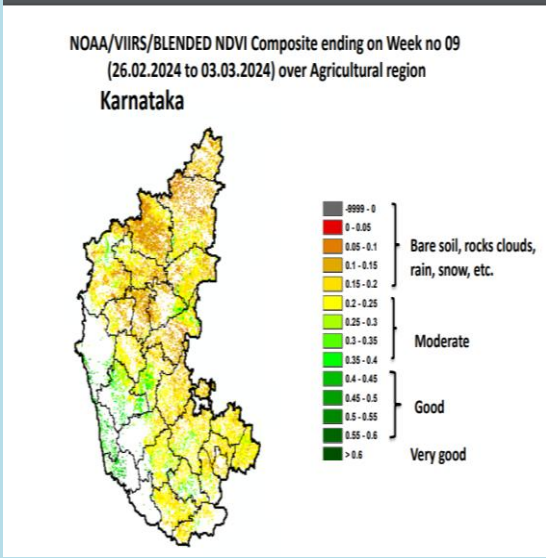 NOAA/VIIRS/BLENDED NDVI Composite ending on Week no 09
(26.02.2024 to 03.03.2024) over Agricultural region
Karnataka
-9999 - 0
0 - 0.05
0.05 - 0.1
0.1 - 0.15
0.15 - 0.2
0.2 - 0.25
0.25 - 0.3
0.3 - 0.35
0.35 - 0.4
0.4 - 0.45
0.45 - 0.5
0.5 - 0.55
0.55 - 0.6
> 0.6
Bare soil, rocks clouds,
rain, snow, etc.
Moderate
Good
Very good